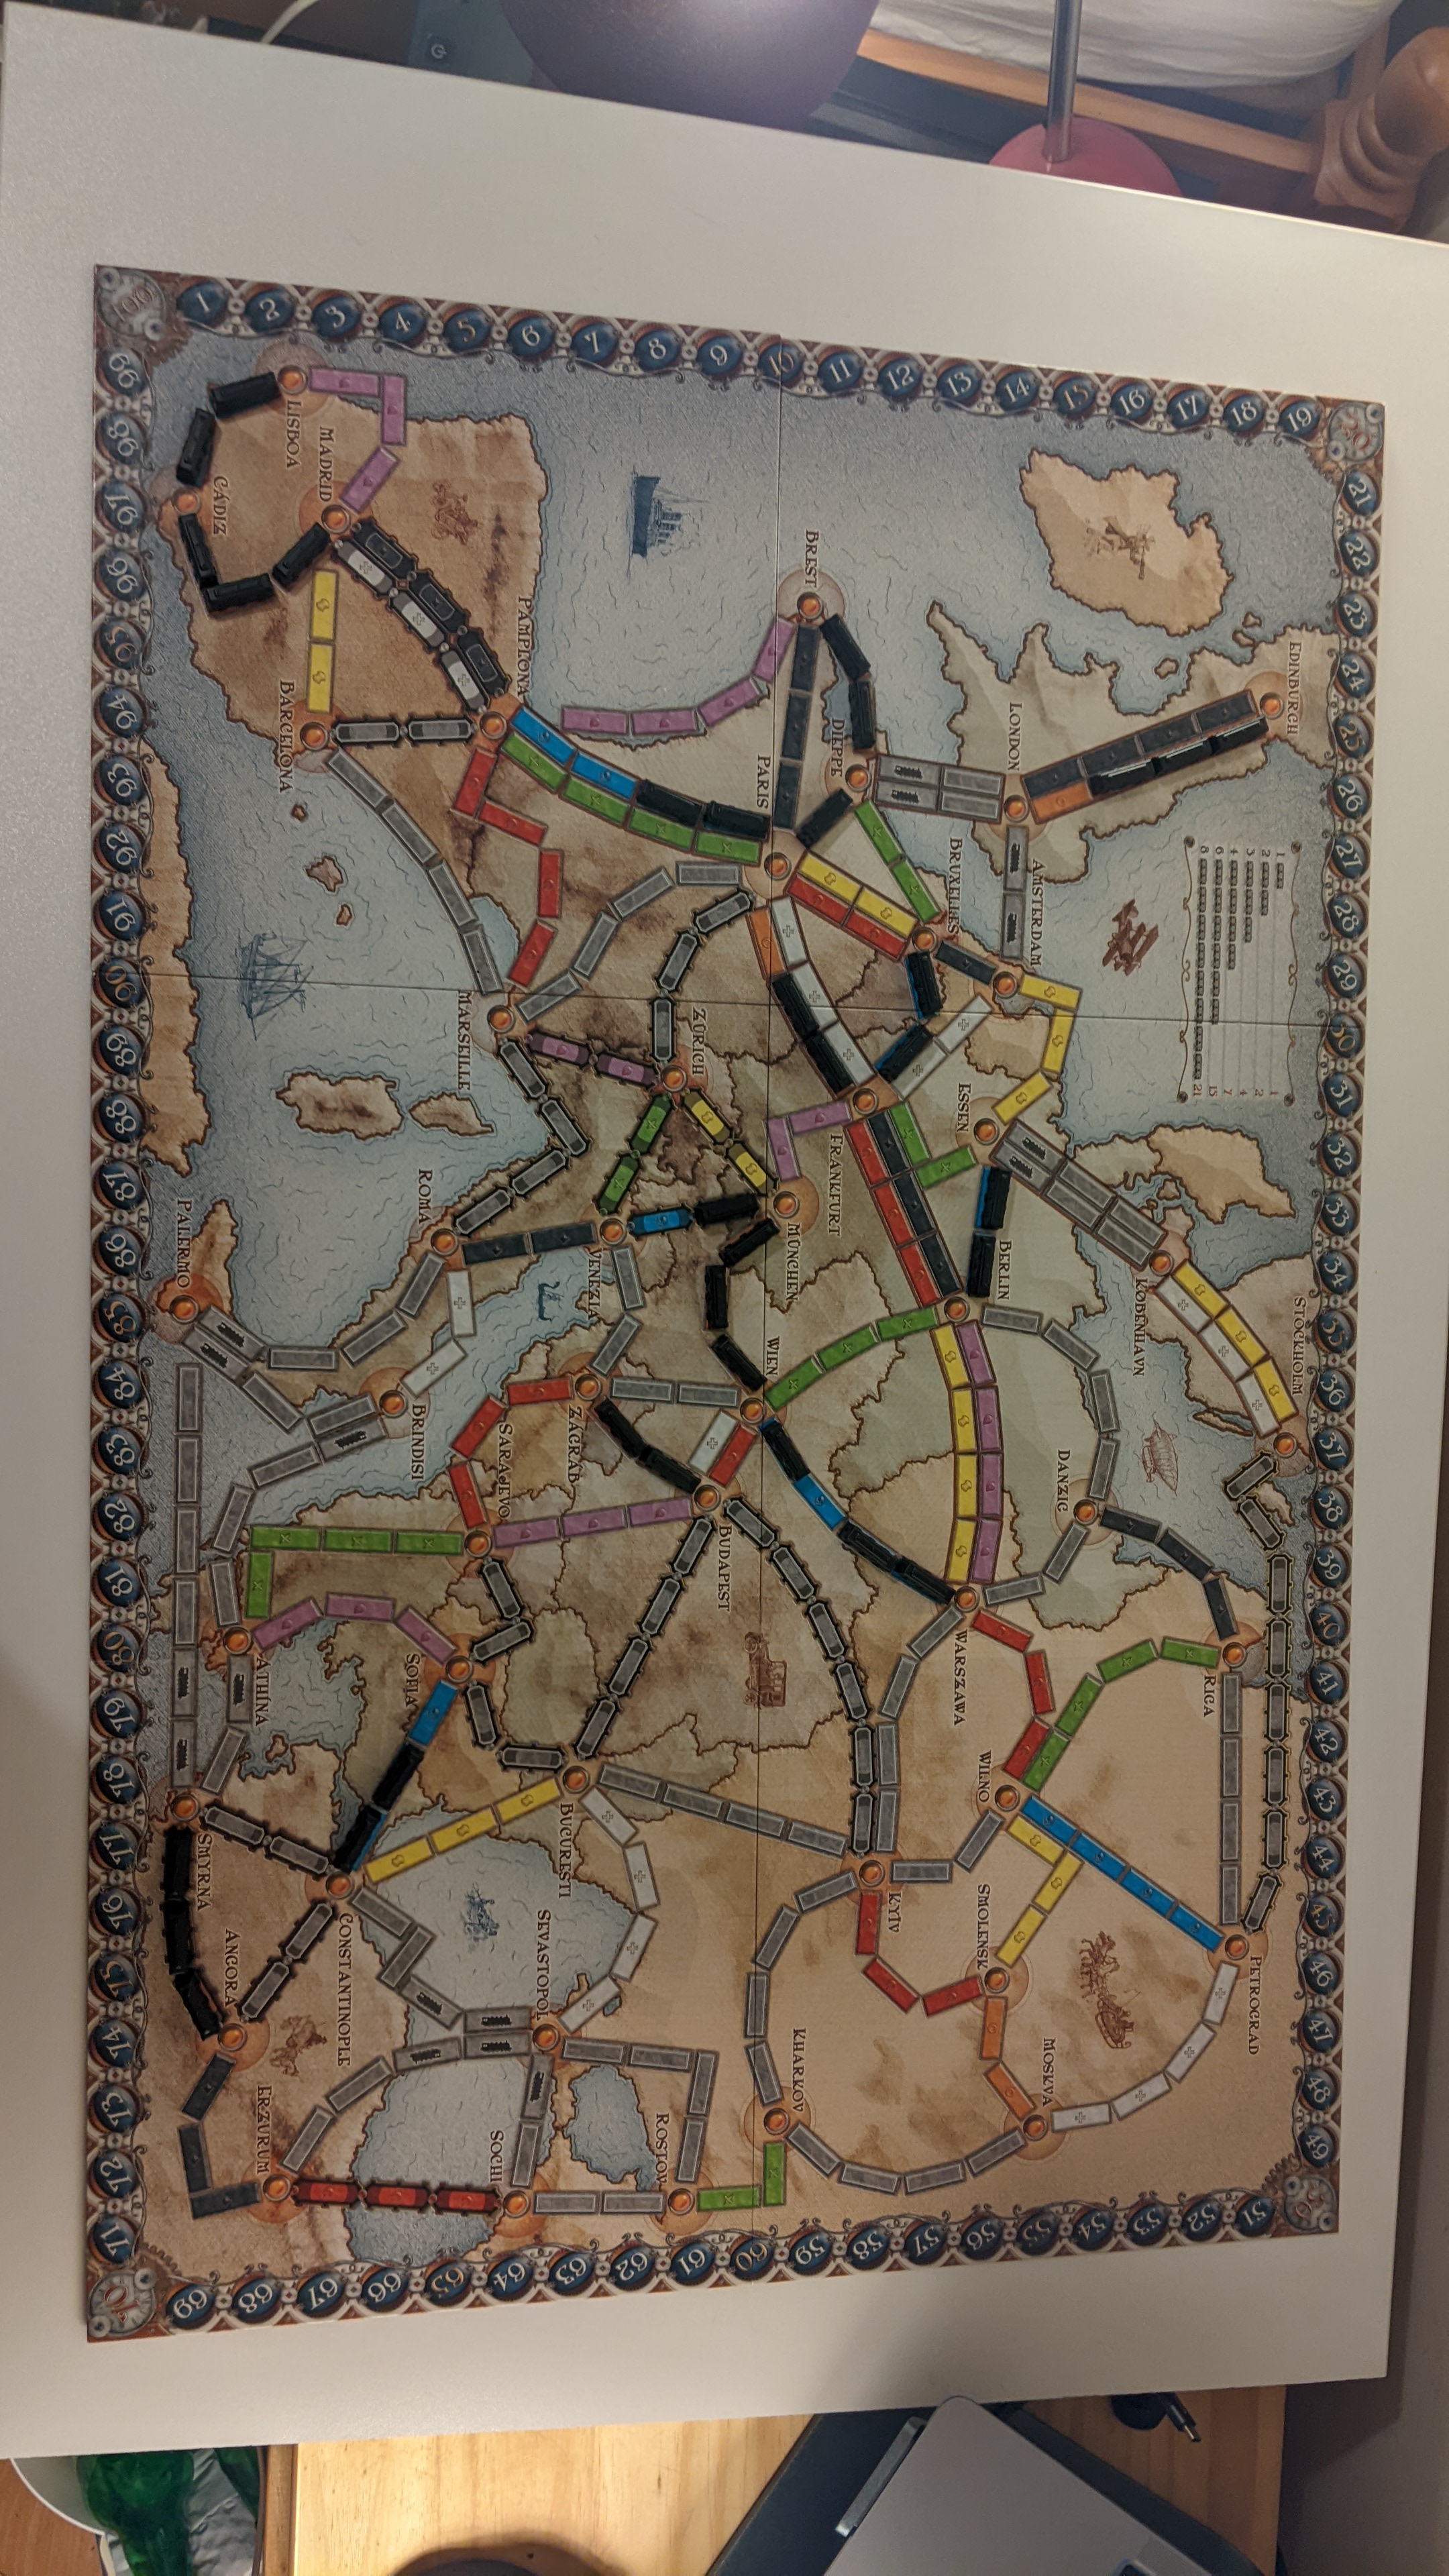 1 2 3 4 5 6 7 8 9 10 11 12 13 14 15 16 17 18 19
21 22 23 24 25 26 27 28 29 30 31 32 33 34 35 36 37 38 39 40 41 42 43 44 45 46 47 48 49
51 52 53 54 55 56 57 58 59 60 61 62 63 64 65 66 67 68 69
71 72 73 74 75 76 77 78 79 80 81 82 83 84 85 86 87 88 89 90 91 92 93 94 95 96 97 98 99
EDINBURGH
LONDON
AMSTERDAM
ESSEN
KØBENHAVN
STOCKHOLM
PETROGRAD
RIGA
DANZIG
BERLIN
BRUXELLES
DIEPPE
BREST
PARIS
FRANKFURT
MÜNCHEN
WIEN
WARSZAWA
WILNO
SMOLENSK
MOSKVA
KYÏV
KHARKOV
ZÜRICH
VENEZIA
ZÁGRÁB
BUDAPEST
BUCURESTI
SEVASTOPOL
ROSTOV
SOCHI
PAMPLONA
MARSEILLE
ROMA
BRINDISI
SARAJEVO
SOFIA
CONSTANTINOPLE
LISBOA
MADRID
CÁDIZ
BARCELONA
PALERMO
ATHÍNA
SMYRNA
ANGORA
ERZURUM
1 1
2 2
3 4
4 7
6 15
8 21